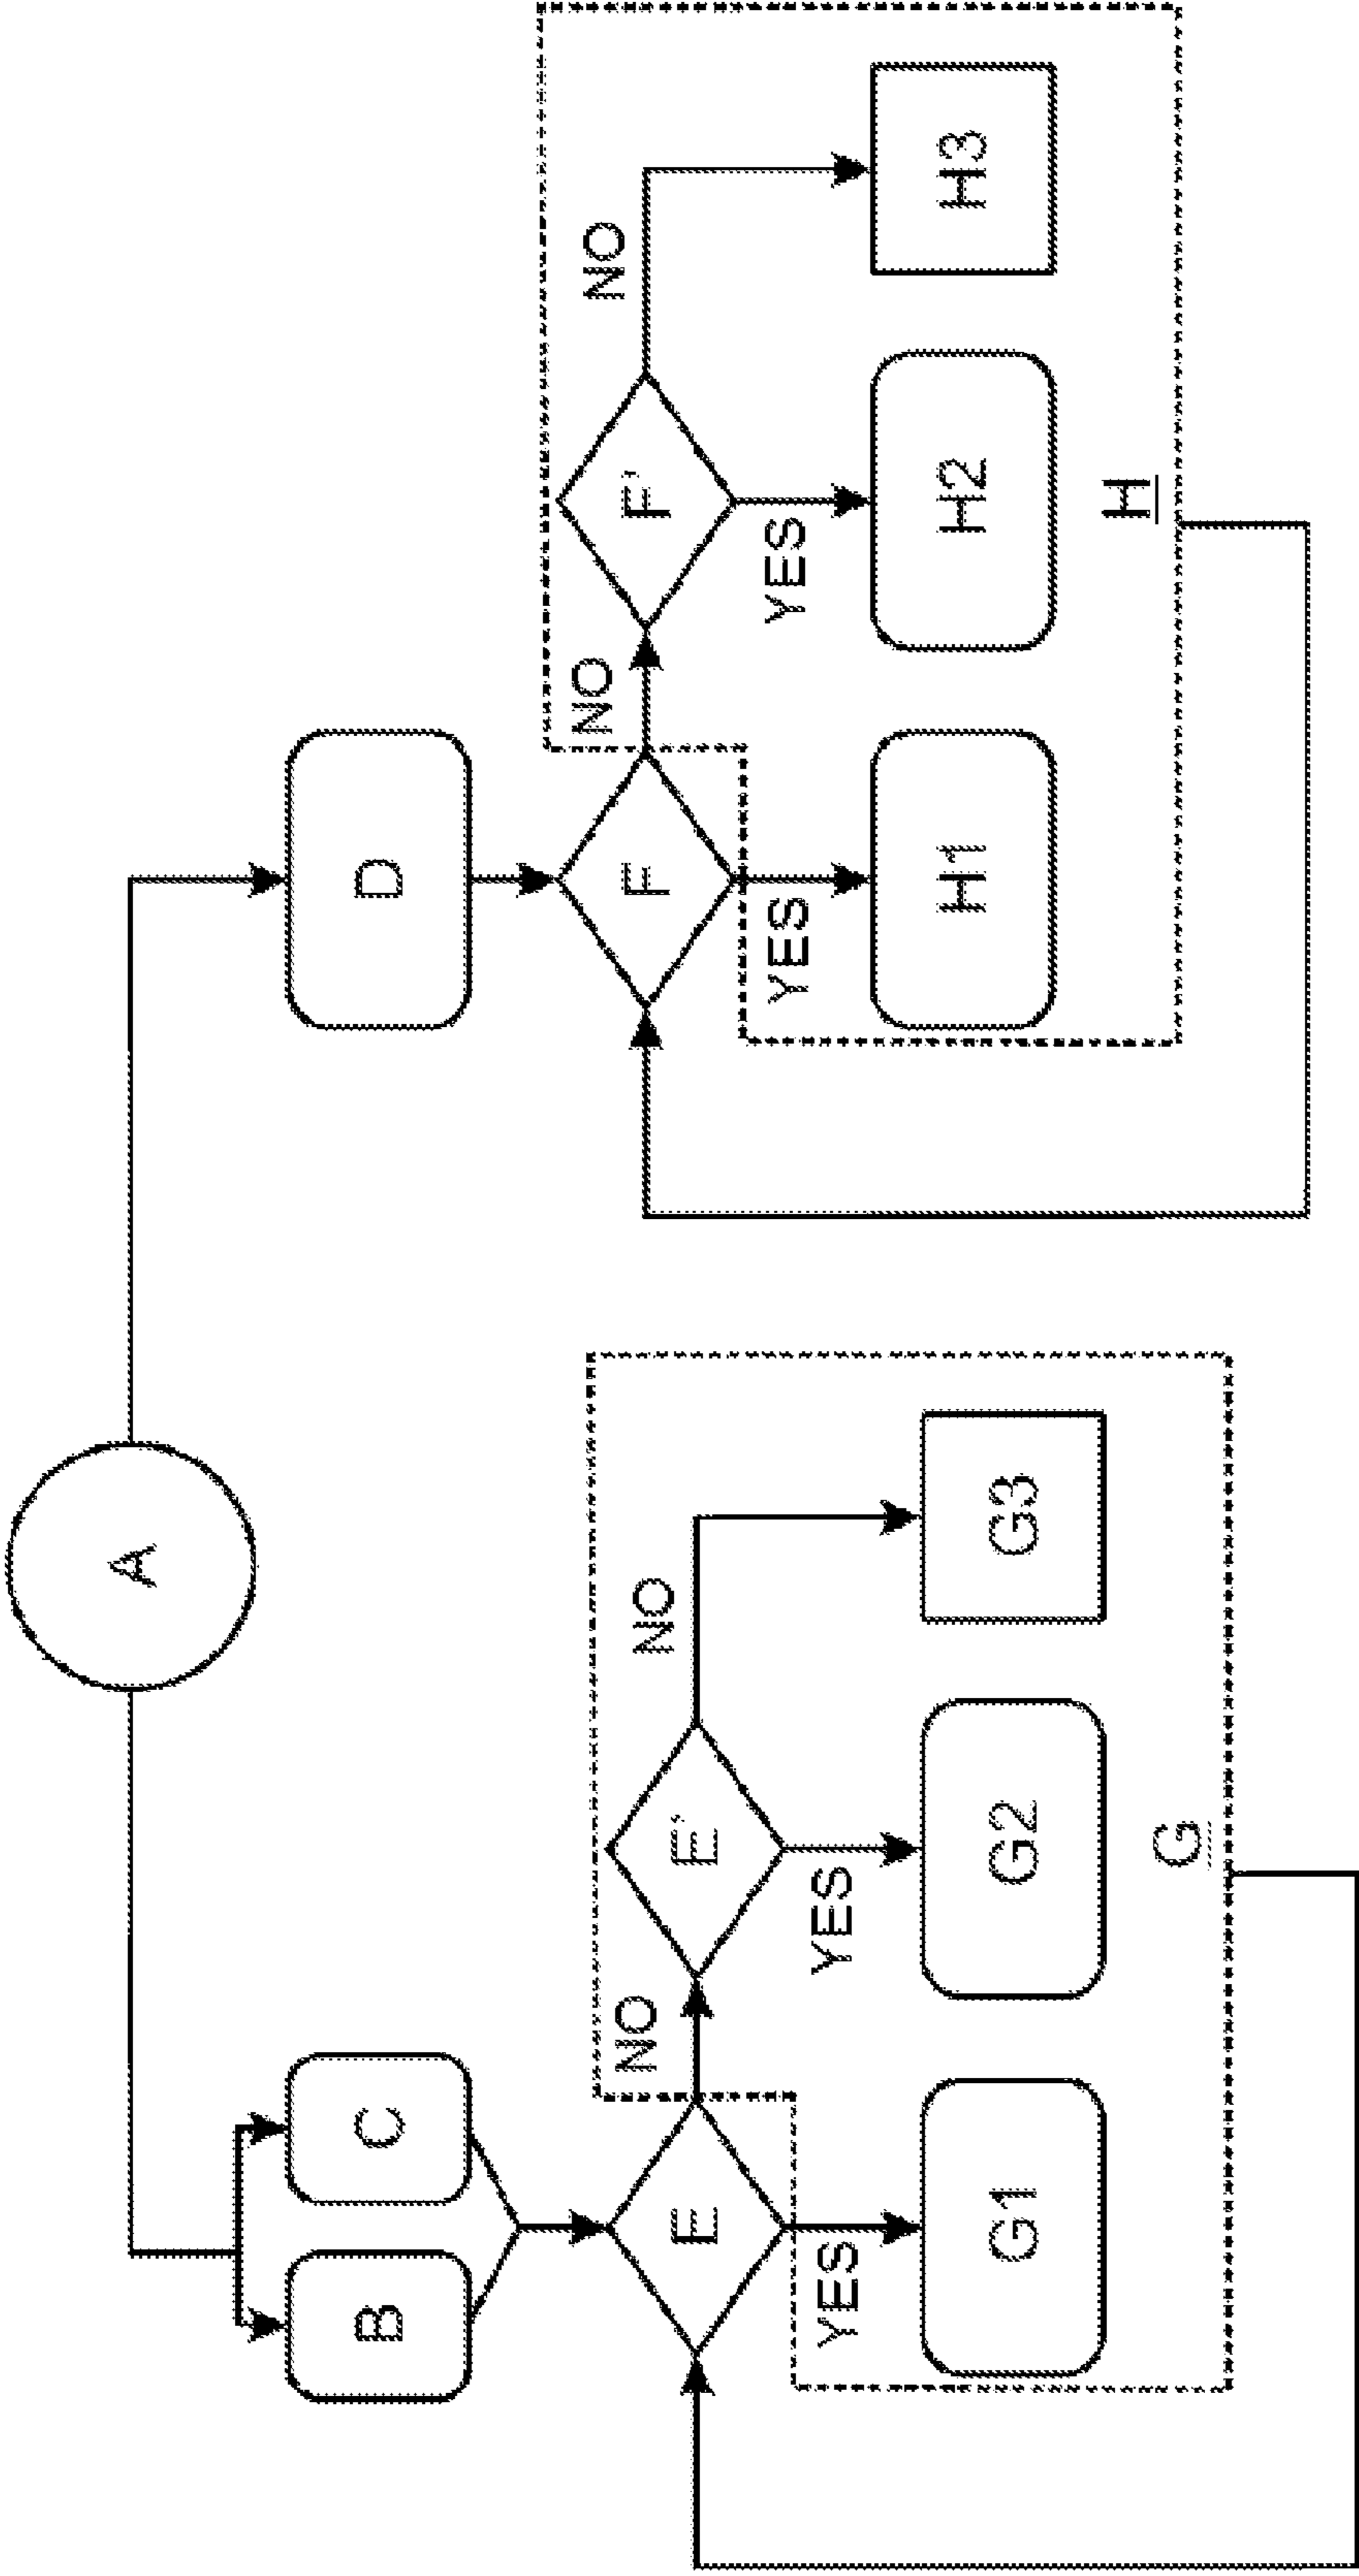 A
B
C
D
E
NO
E'
NO
YES
YES
G1
G2
G3
G
F
NO
F'
NO
YES
YES
H1
H2
H3
H